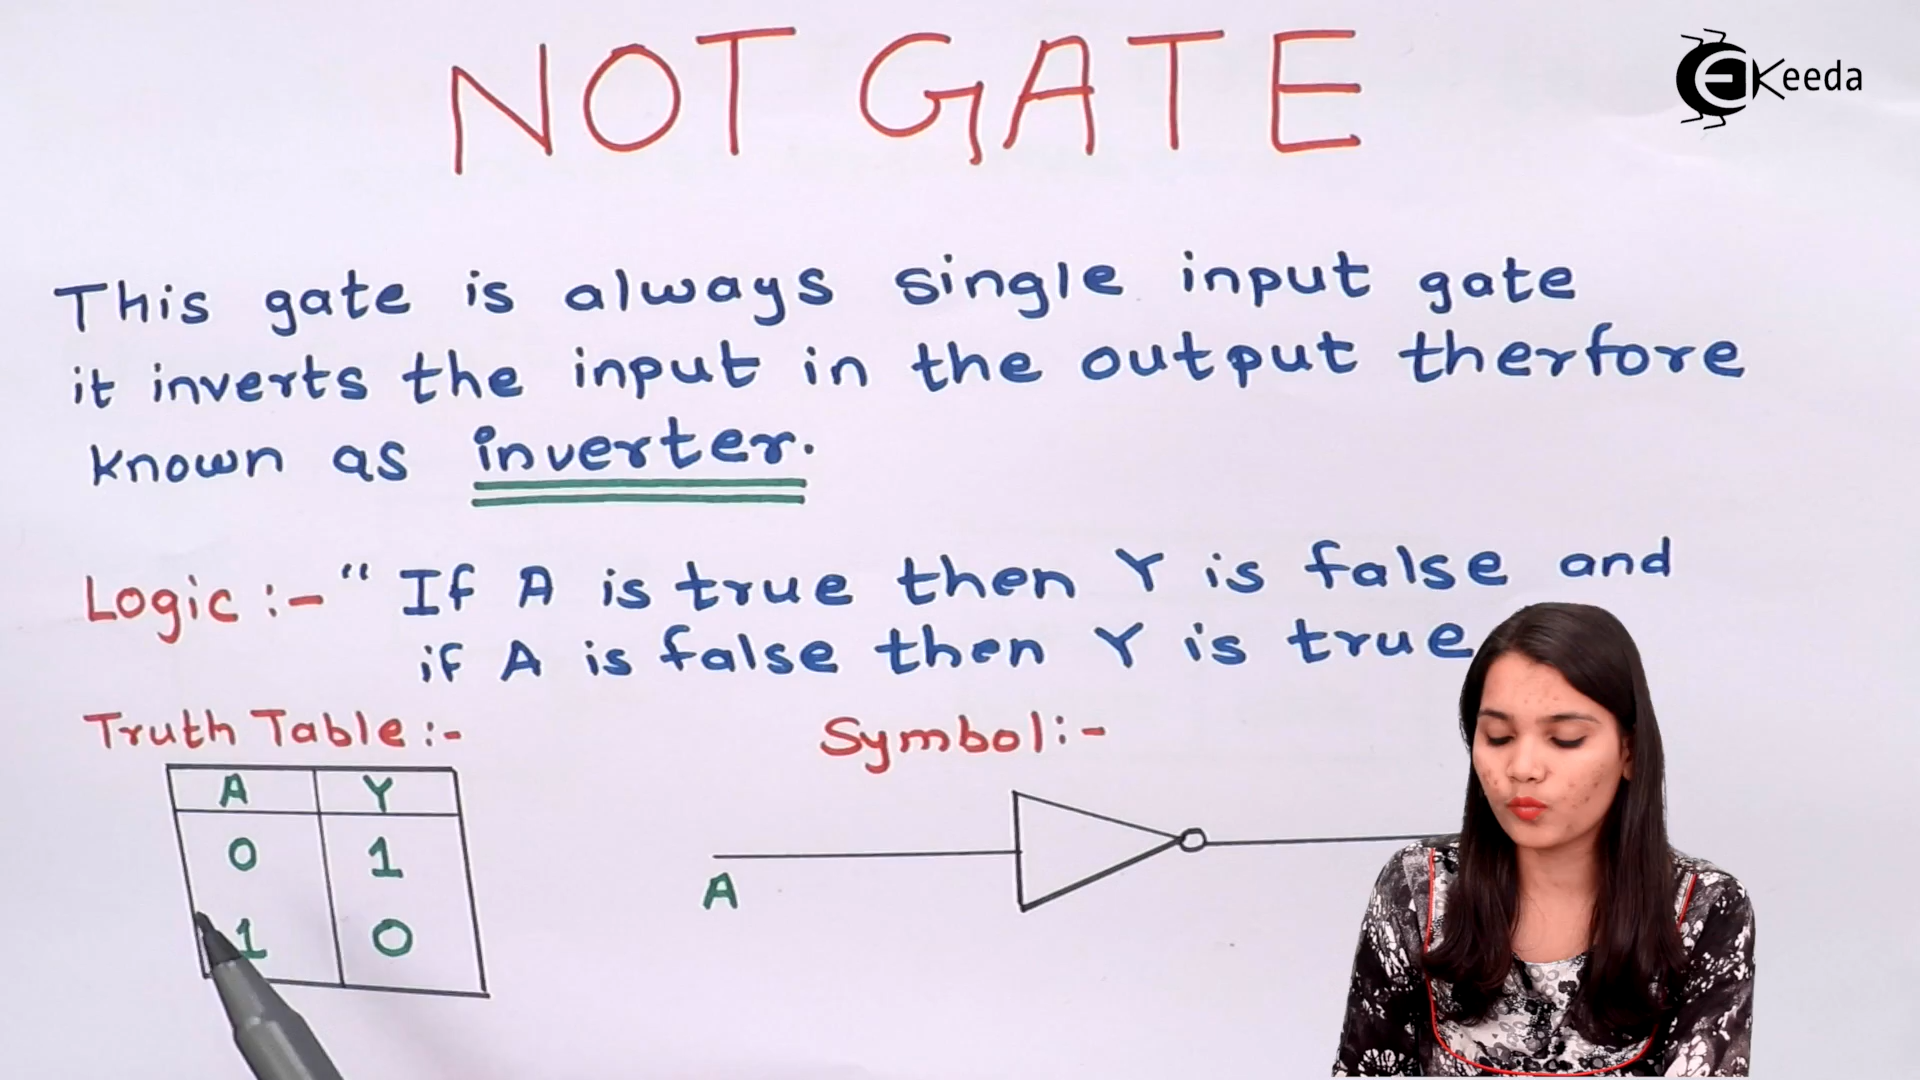 NOT GATE
EKeeda
This gate is always single input gate
it inverts the input in the output therfore
known as inverter.
Logic :- “ If A is true then Y is false and
if A is false then Y is true
Truth Table :-
Symbol :-
A Y
0 1
1 0
A